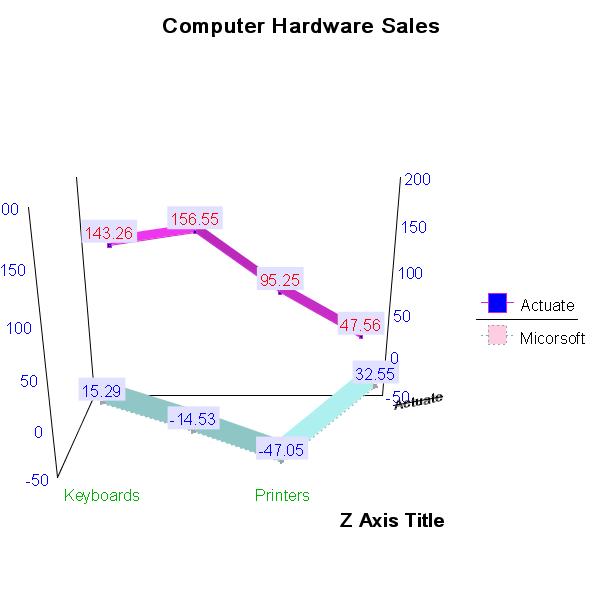 Computer Hardware Sales
200
00
143.26
156.55
150
150
95.25
100
50
Actuate
100
47.56
Micorsoft
0
32.55
50
15.29
-50
Actuate
-14.53
0
-47.05
-50
Keyboards
Printers
Z Axis Title